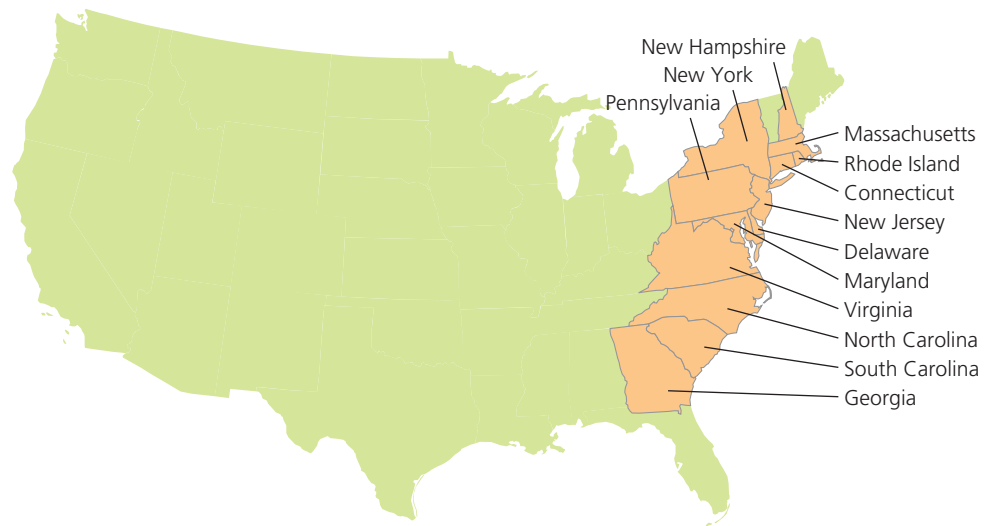 New Hampshire
New York
Pennsylvania
Massachusetts
Rhode Island
Connecticut
New Jersey
Delaware
Maryland
Virginia
North Carolina
South Carolina
Georgia